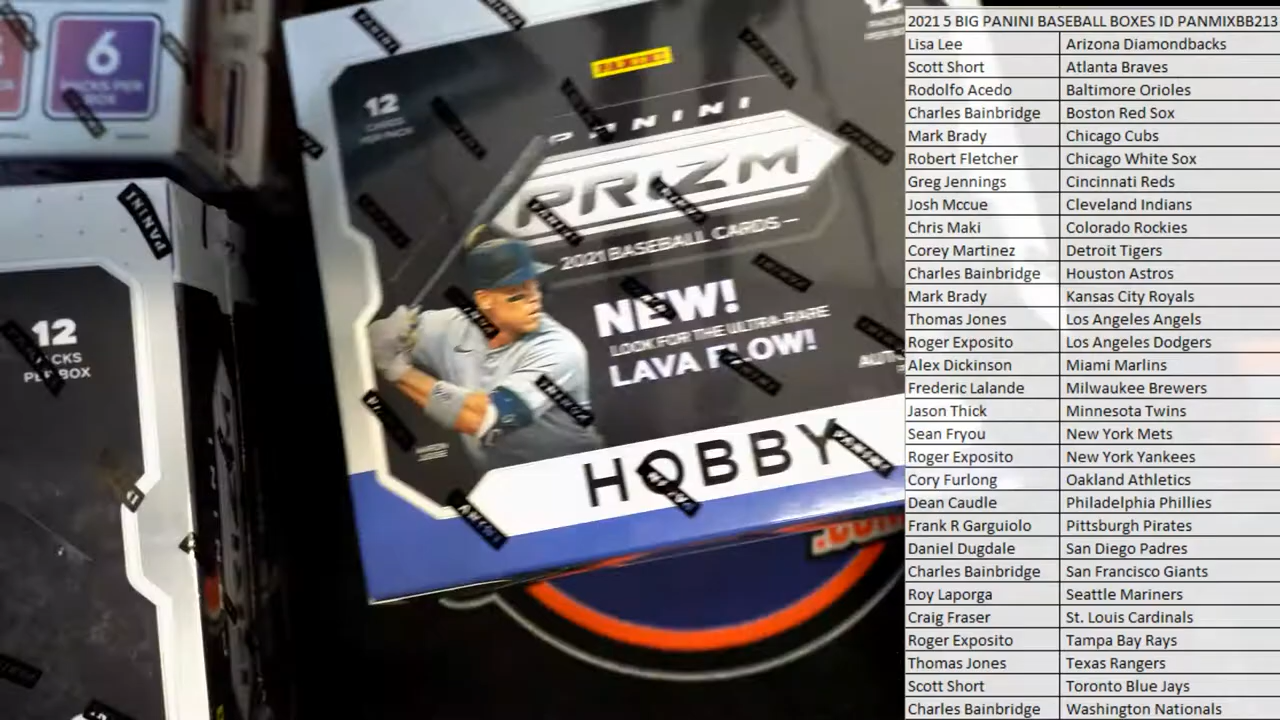 6
PACKS PER
BOX
PANINI
12
PACKS
PER BOX
PANINI
12
CARDS
PER PACK
PANINI
PRIZM
2021 BASEBALL CARDS
NEW!
LOOK FOR THE ULTRA-RARE
LAVA FLOW!
HOBBY
.COM
2021 5 BIG PANINI BASEBALL BOXES ID PANMIXBB213
Lisa Lee Arizona Diamondbacks
Scott Short Atlanta Braves
Rodolfo Acedo Baltimore Orioles
Charles Bainbridge Boston Red Sox
Mark Brady Chicago Cubs
Robert Fletcher Chicago White Sox
Greg Jennings Cincinnati Reds
Josh Mccue Cleveland Indians
Chris Maki Colorado Rockies
Corey Martinez Detroit Tigers
Charles Bainbridge Houston Astros
Mark Brady Kansas City Royals
Thomas Jones Los Angeles Angels
Roger Exposito Los Angeles Dodgers
Alex Dickinson Miami Marlins
Frederic Lalande Milwaukee Brewers
Jason Thick Minnesota Twins
Sean Fryou New York Mets
Roger Exposito New York Yankees
Cory Furlong Oakland Athletics
Dean Caudle Philadelphia Phillies
Frank R Garguiolo Pittsburgh Pirates
Daniel Dugdale San Diego Padres
Charles Bainbridge San Francisco Giants
Roy Laporga Seattle Mariners
Craig Fraser St. Louis Cardinals
Roger Exposito Tampa Bay Rays
Thomas Jones Texas Rangers
Scott Short Toronto Blue Jays
Charles Bainbridge Washington Nationals